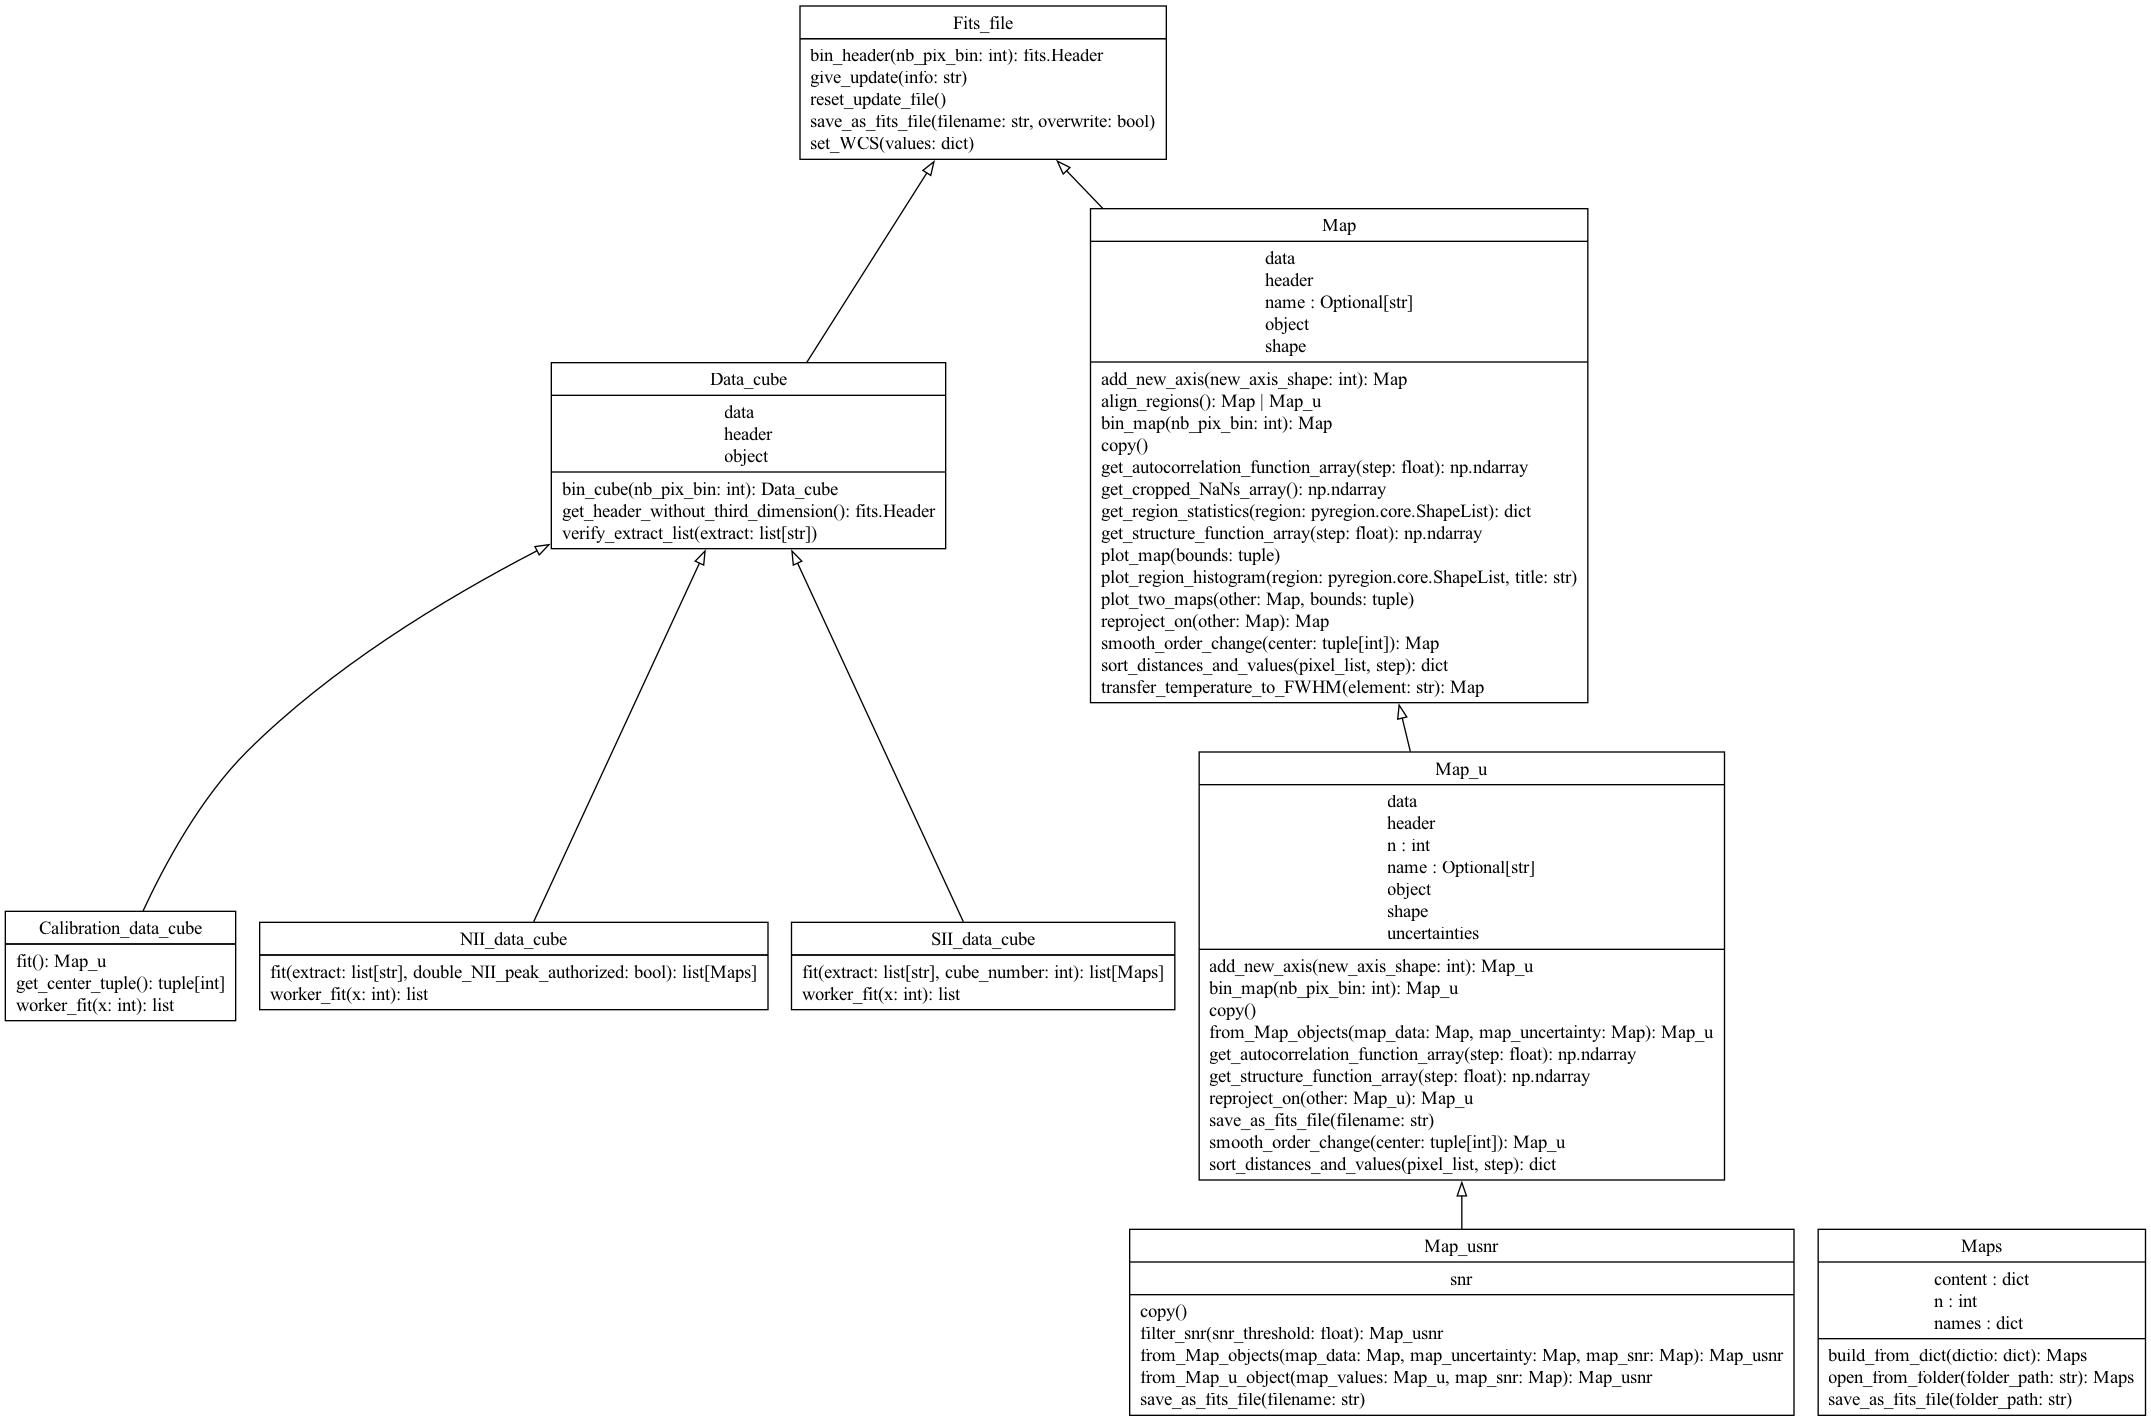 Fits_file
bin_header(nb_pix_bin: int): fits.Header
give_update(info: str)
reset_update_file()
save_as_fits_file(filename: str, overwrite: bool)
set_WCS(values: dict)
Map
data
header
name : Optional[str]
object
shape
add_new_axis(new_axis_shape: int): Map
align_regions(): Map | Map_u
bin_map(nb_pix_bin: int): Map
copy()
get_autocorrelation_function_array(step: float): np.ndarray
get_cropped_NaNs_array(): np.ndarray
get_region_statistics(region: pyregion.core.ShapeList): dict
get_structure_function_array(step: float): np.ndarray
plot_map(bounds: tuple)
plot_region_histogram(region: pyregion.core.ShapeList, title: str)
plot_two_maps(other: Map, bounds: tuple)
reproject_on(other: Map): Map
smooth_order_change(center: tuple[int]): Map
sort_distances_and_values(pixel_list, step): dict
transfer_temperature_to_FWHM(element: str): Map
Data_cube
data
header
object
bin_cube(nb_pix_bin: int): Data_cube
get_header_without_third_dimension(): fits.Header
verify_extract_list(extract: list[str])
Map_u
data
header
n : int
name : Optional[str]
object
shape
uncertainties
add_new_axis(new_axis_shape: int): Map_u
bin_map(nb_pix_bin: int): Map_u
copy()
from_Map_objects(map_data: Map, map_uncertainty: Map): Map_u
get_autocorrelation_function_array(step: float): np.ndarray
get_structure_function_array(step: float): np.ndarray
reproject_on(other: Map_u): Map_u
save_as_fits_file(filename: str)
smooth_order_change(center: tuple[int]): Map_u
sort_distances_and_values(pixel_list, step): dict
Calibration_data_cube
fit(): Map_u
get_center_tuple(): tuple[int]
worker_fit(x: int): list
NII_data_cube
fit(extract: list[str], double_NII_peak_authorized: bool): list[Maps]
worker_fit(x: int): list
SII_data_cube
fit(extract: list[str], cube_number: int): list[Maps]
worker_fit(x: int): list
Map_usnr
snr
copy()
filter_snr(snr_threshold: float): Map_usnr
from_Map_objects(map_data: Map, map_uncertainty: Map, map_snr: Map): Map_usnr
from_Map_u_object(map_values: Map_u, map_snr: Map): Map_usnr
save_as_fits_file(filename: str)
Maps
content : dict
n : int
names : dict
build_from_dict(dictio: dict): Maps
open_from_folder(folder_path: str): Maps
save_as_fits_file(folder_path: str)